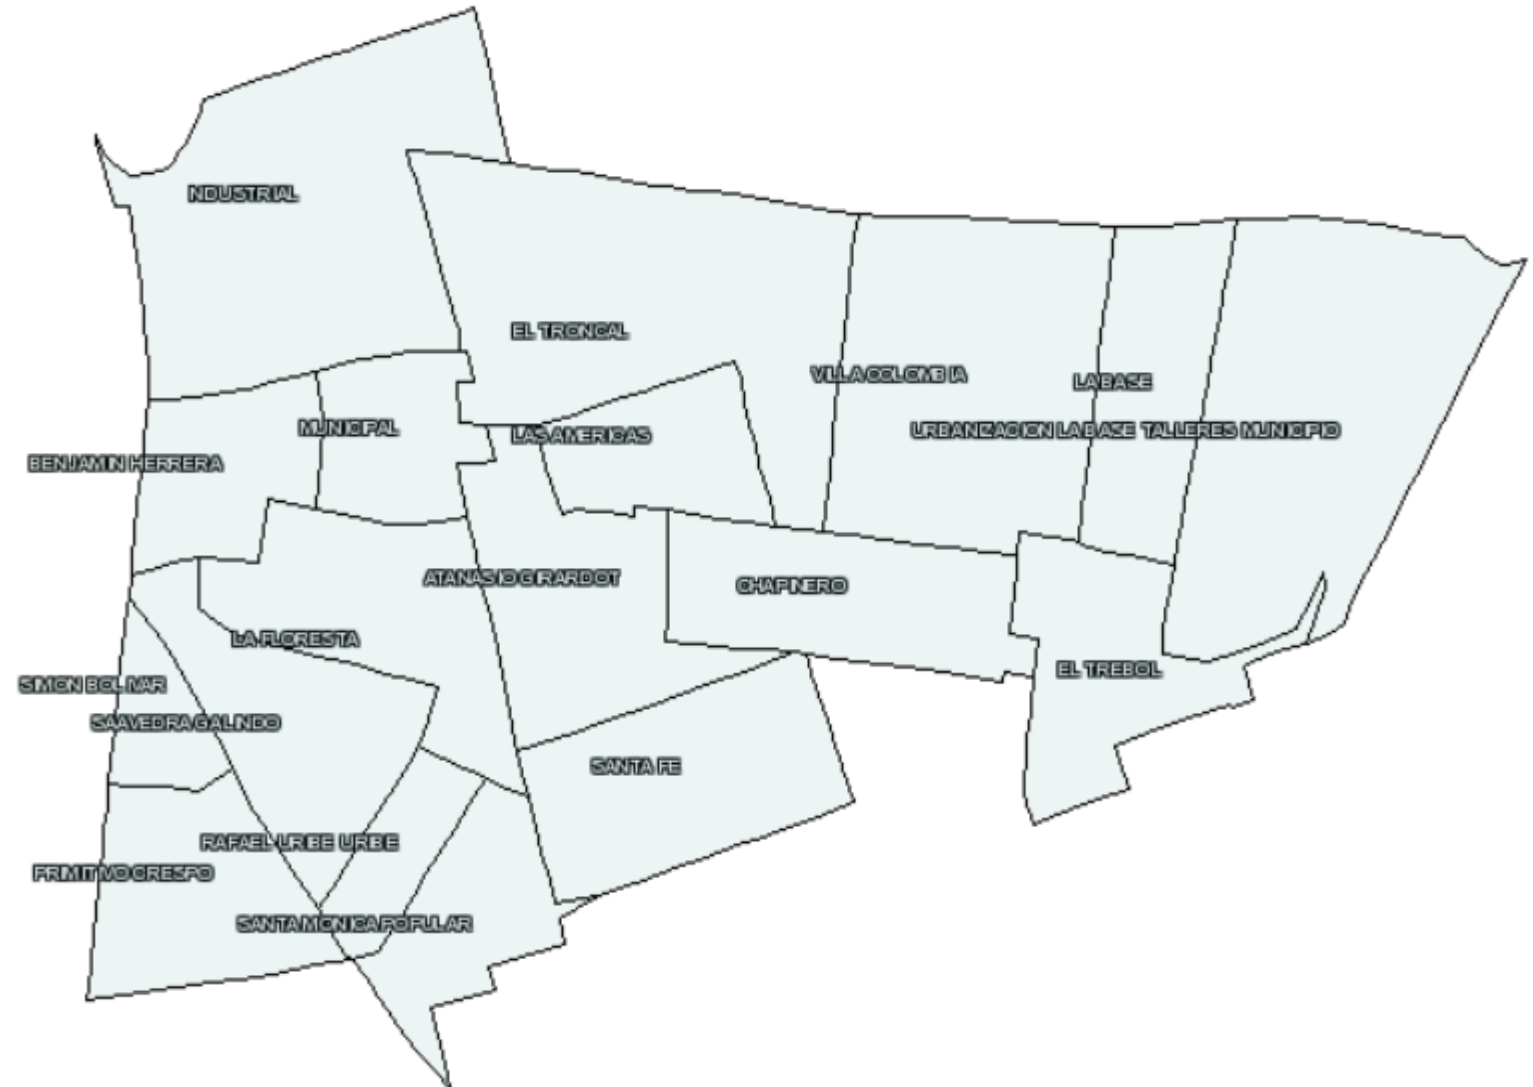 NDUSTRIAL
EL TRONCAL
VILLA COLOMBIA
LA BASE
MUNICIPAL
LAS AMERICAS
URBANIZACION LA BASE TALLERES MUNICIPIO
BENJAMIN HERRERA
ATANASIO GIRARDOT
CHAPINERO
LA FLORESTA
EL TREBOL
SIMON BOLIVAR
SAAVEDRA GALINDO
SANTA FE
RAFAEL URIBE URIBE
PRIMITIVO CRESPO
SANTA MONICA POPULAR